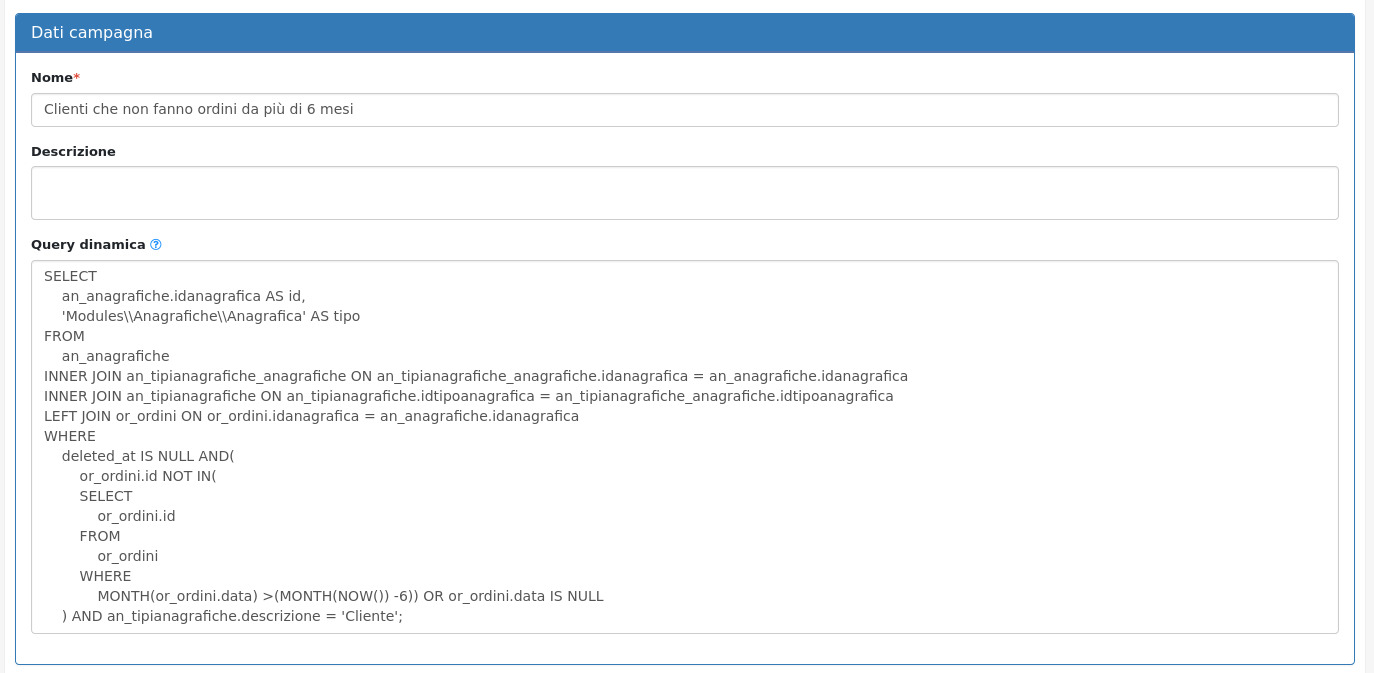 Dati campagna
Nome*
Clienti che non fanno ordini da più di 6 mesi
Descrizione
Query dinamica ?
SELECT
    an_anagrafiche.idanagrafica AS id,
    'Modules\\Anagrafiche\\Anagrafica' AS tipo
FROM
    an_anagrafiche
INNER JOIN an_tipianagrafiche_anagrafiche ON an_tipianagrafiche_anagrafiche.idanagrafica = an_anagrafiche.idanagrafica
INNER JOIN an_tipianagrafiche ON an_tipianagrafiche.idtipoanagrafica = an_tipianagrafiche_anagrafiche.idtipoanagrafica
LEFT JOIN or_ordini ON or_ordini.idanagrafica = an_anagrafiche.idanagrafica
WHERE
    deleted_at IS NULL AND(
        or_ordini.id NOT IN(
        SELECT
            or_ordini.id
        FROM
            or_ordini
        WHERE
            MONTH(or_ordini.data) >(MONTH(NOW()) -6)) OR or_ordini.data IS NULL
    ) AND an_tipianagrafiche.descrizione = 'Cliente';